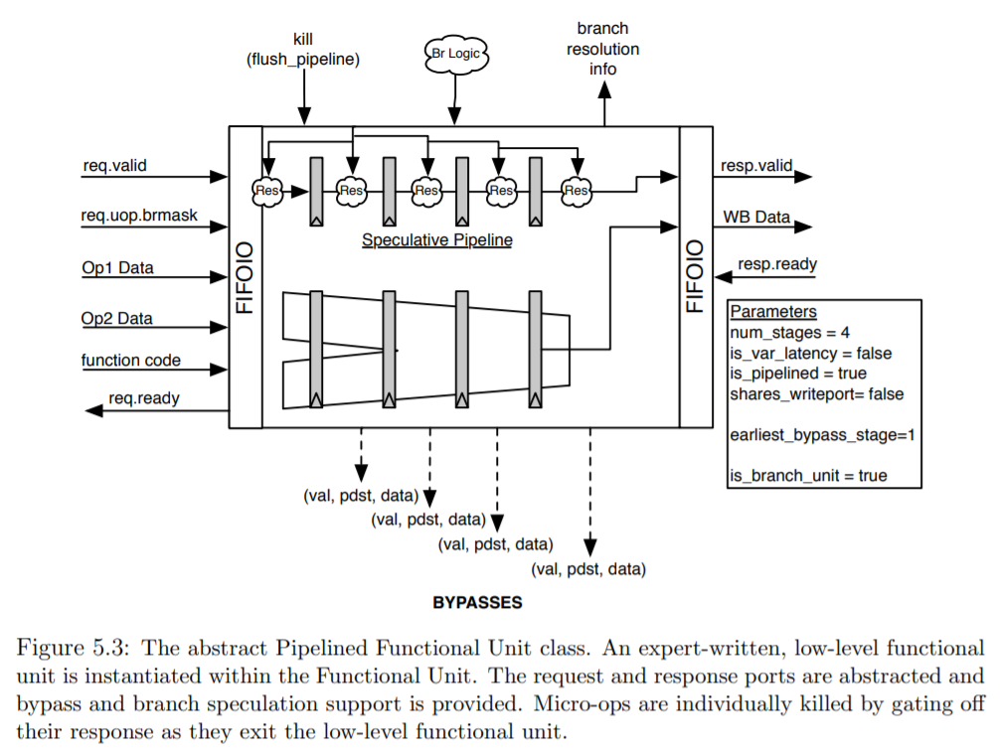 kill
(flush_pipeline)
Br Logic
branch
resolution
info
req.valid
req.uop.brmask
Op1 Data
Op2 Data
function code
req.ready
FIFOIO
Res
Res
Res
Res
Res
Speculative Pipeline
FIFOIO
resp.valid
WB Data
resp.ready
Parameters
num_stages = 4
is_var_latency = false
is_pipelined = true
shares_writeport= false
earliest_bypass_stage=1
is_branch_unit = true
(val, pdst, data)
(val, pdst, data)
(val, pdst, data)
(val, pdst, data)
BYPASSES
Figure 5.3: The abstract Pipelined Functional Unit class. An expert-written, low-level functional
unit is instantiated within the Functional Unit. The request and response ports are abstracted and
bypass and branch speculation support is provided. Micro-ops are individually killed by gating off
their response as they exit the low-level functional unit.